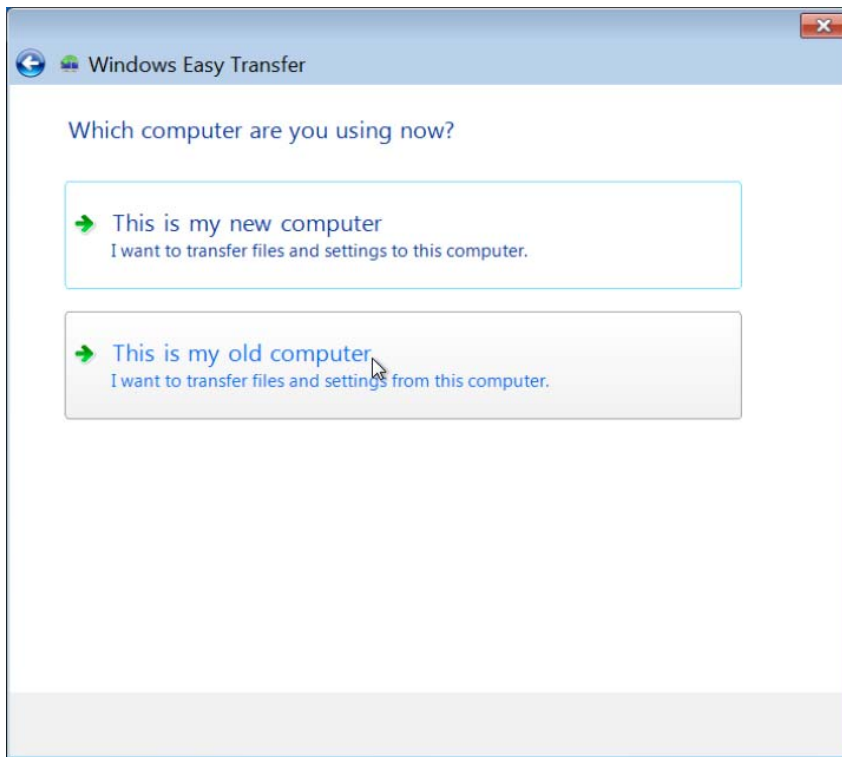 Windows Easy Transfer
Which computer are you using now?
This is my new computer
I want to transfer files and settings to this computer.
This is my old computer
I want to transfer files and settings from this computer.